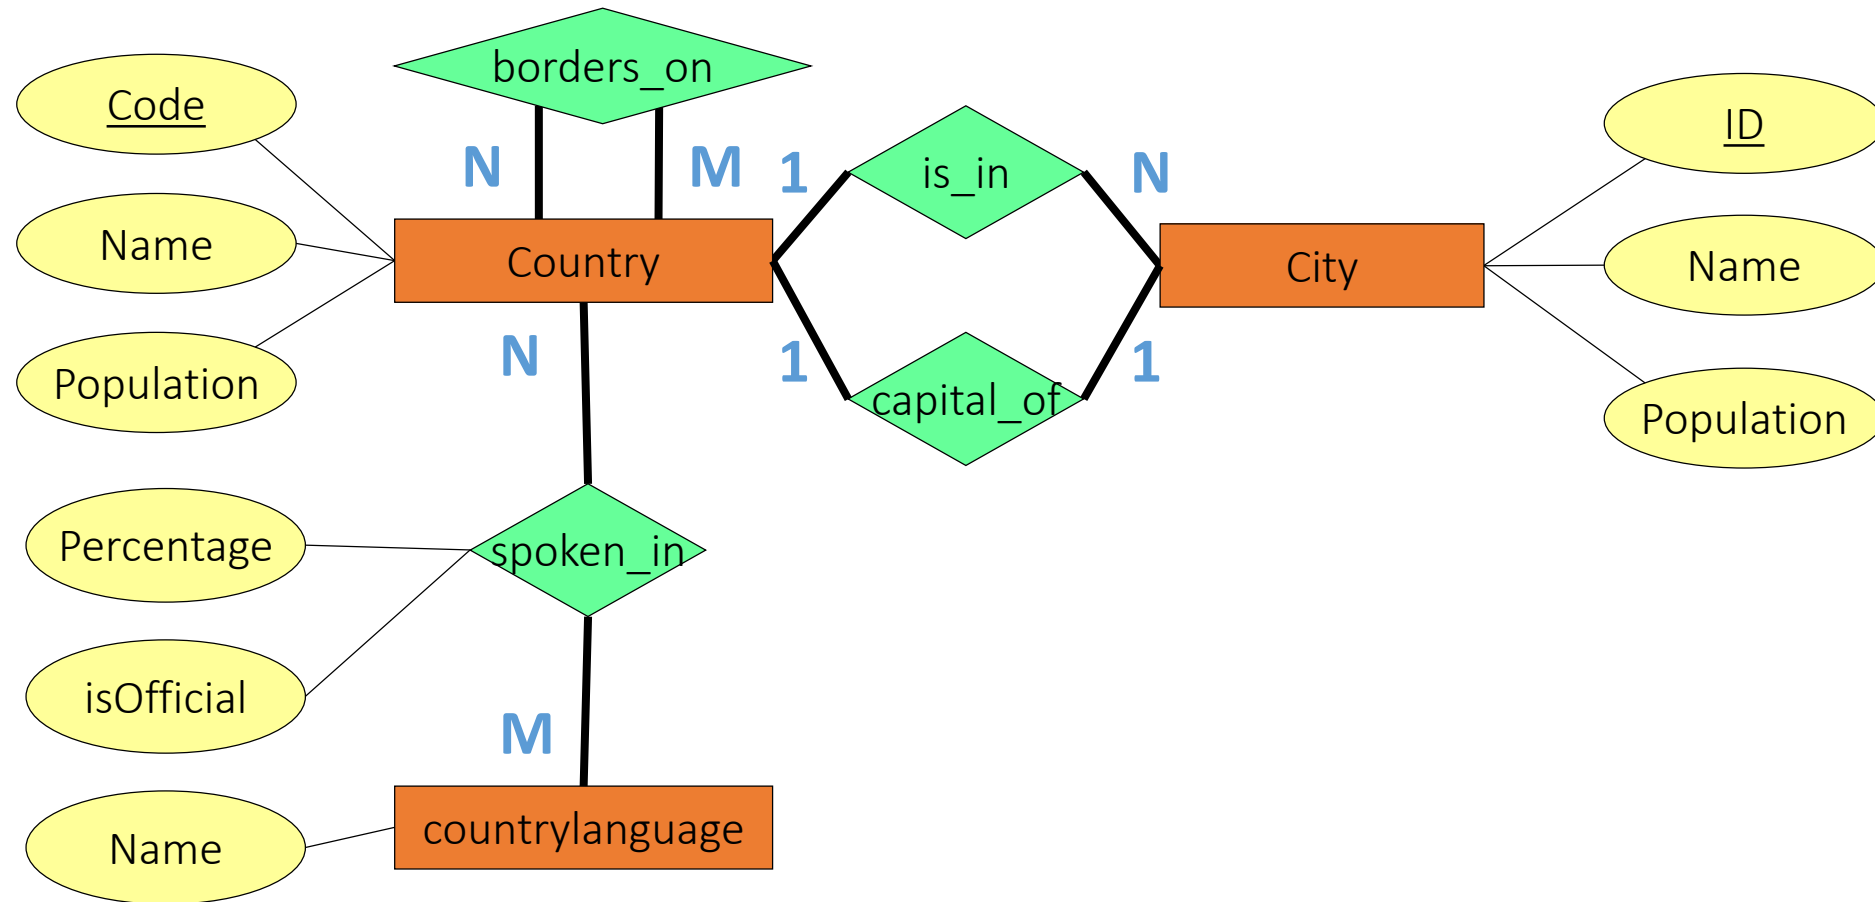 borders_on
Code
ID
N
M
1
is_in
N
Name
Country
City
Name
N
1
1
Population
capital_of
Population
Percentage
spoken_in
isOfficial
M
countrylanguage
Name